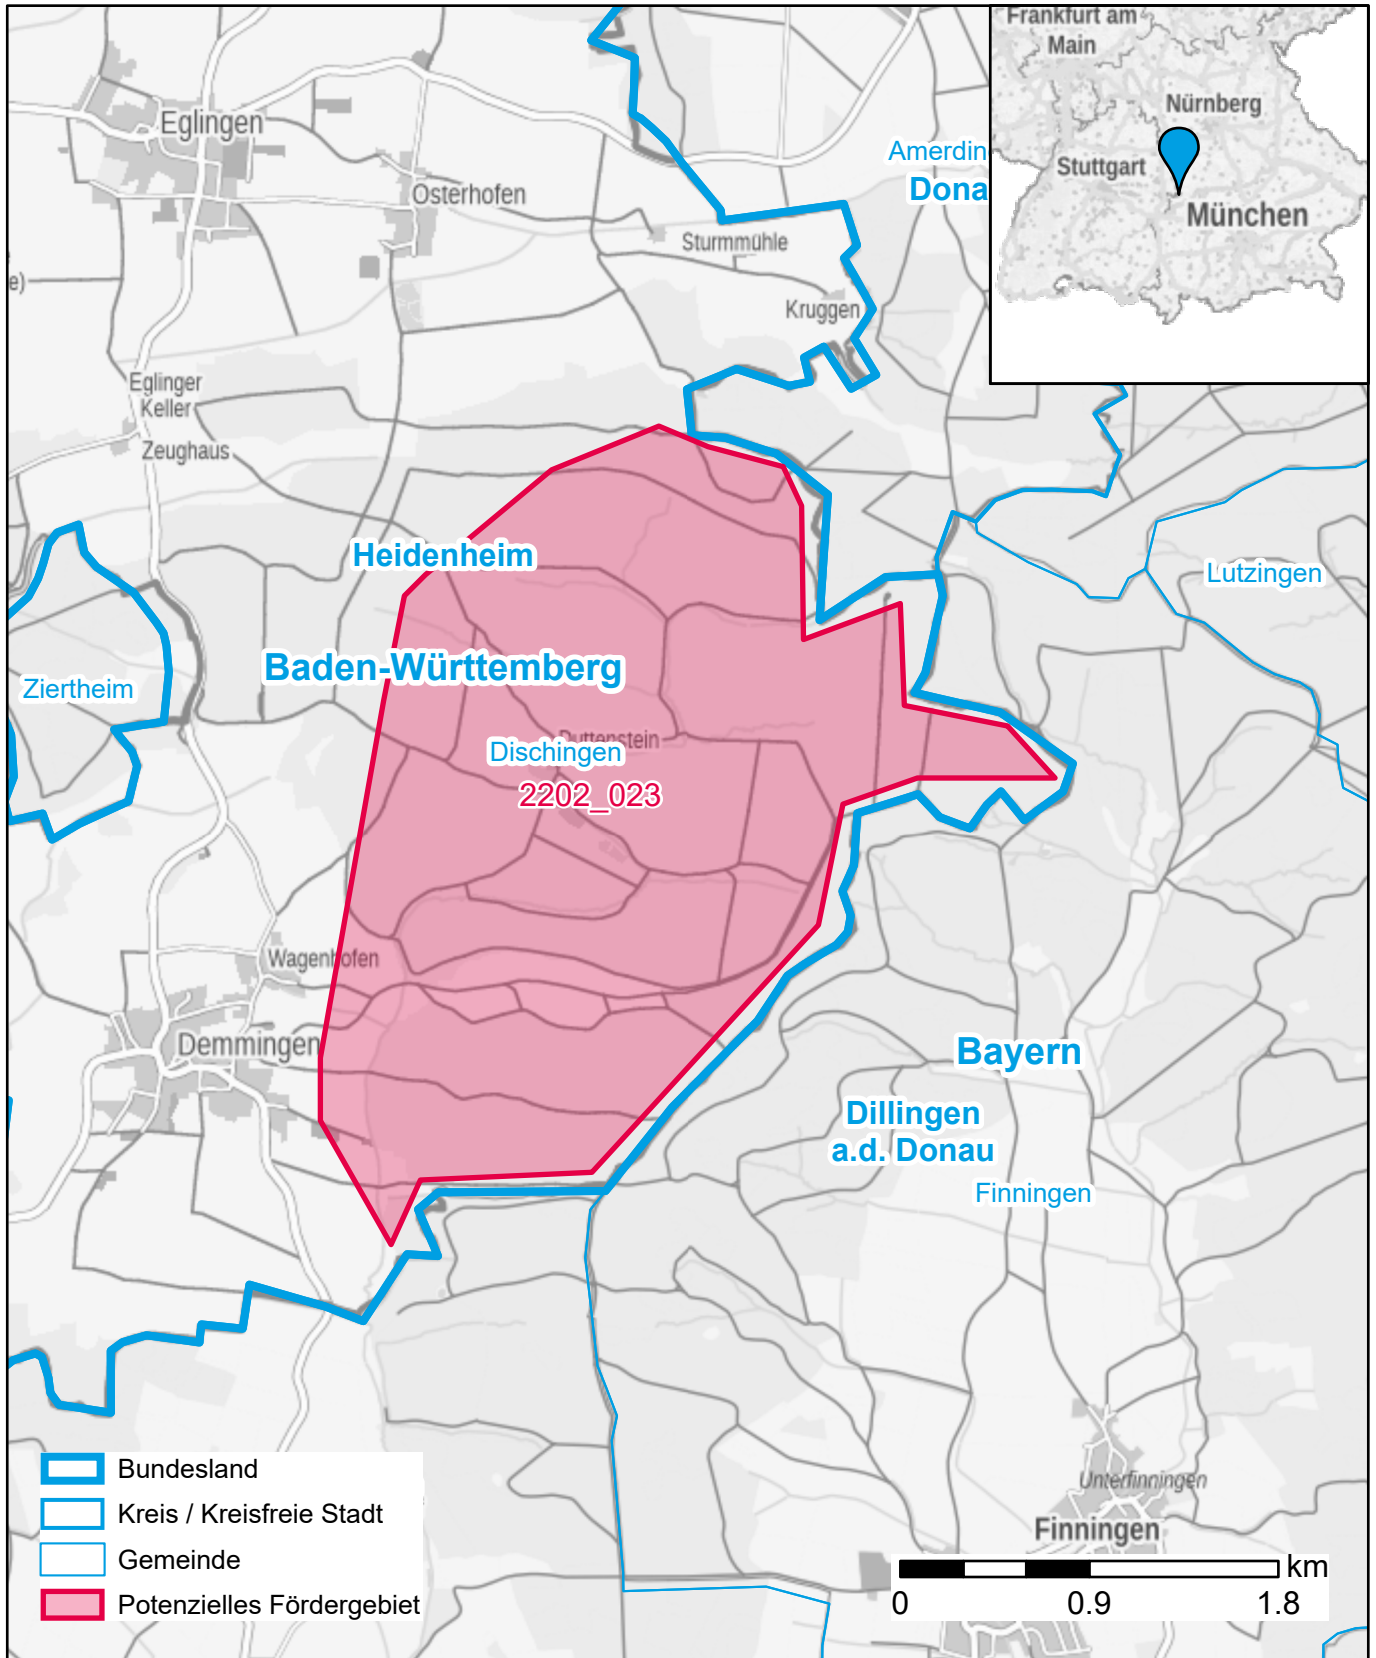 Frankfurt am
Main
Nürnberg
Stuttgart
München
Eglingen
Osterhofen
Amerdin
Dona
Sturmmühle
Kruggen
e)
Eglinger
Keller
Zeughaus
Heidenheim
Lutzingen
Baden-Württemberg
Ziertheim
Duttenstein
Dischingen
2202_023
Wagenhofen
Demmingen
Bayern
Dillingen
a.d. Donau
Finningen
Unterfinningen
Finningen
Bundesland
Kreis / Kreisfreie Stadt
Gemeinde
Potenzielles Fördergebiet
km
0 0.9 1.8